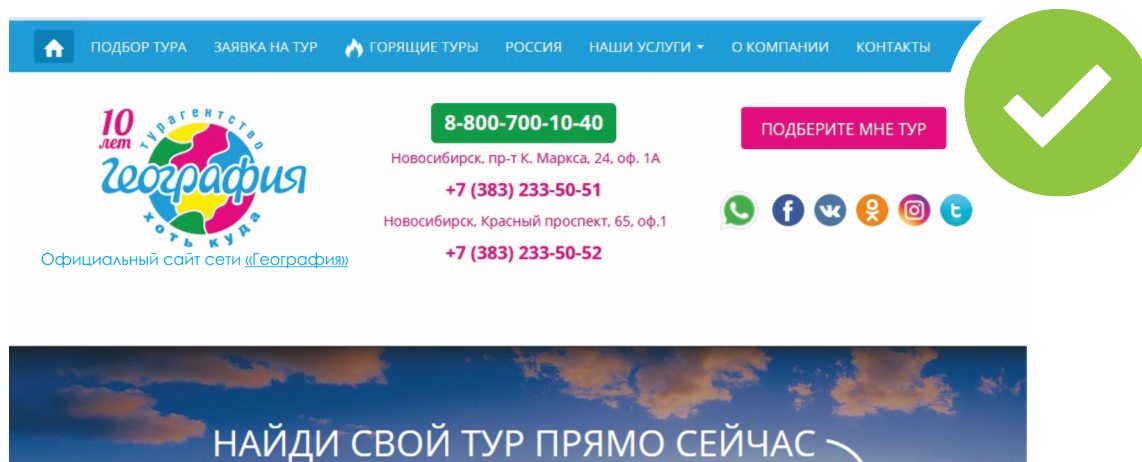 ПОДБОР ТУРА ЗАЯВКА НА ТУР ГОРЯЩИЕ ТУРЫ РОССИЯ НАШИ УСЛУГИ О КОМПАНИИ КОНТАКТЫ
10
лет
турагентство
География
хоть куда
Официальный сайт сети «География»
8-800-700-10-40
Новосибирск, пр-т К. Маркса, 24, оф. 1А
+7 (383) 233-50-51
Новосибирск, Красный проспект, 65, оф.1
+7 (383) 233-50-52
ПОДБЕРИТЕ МНЕ ТУР
НАЙДИ СВОЙ ТУР ПРЯМО СЕЙЧАС